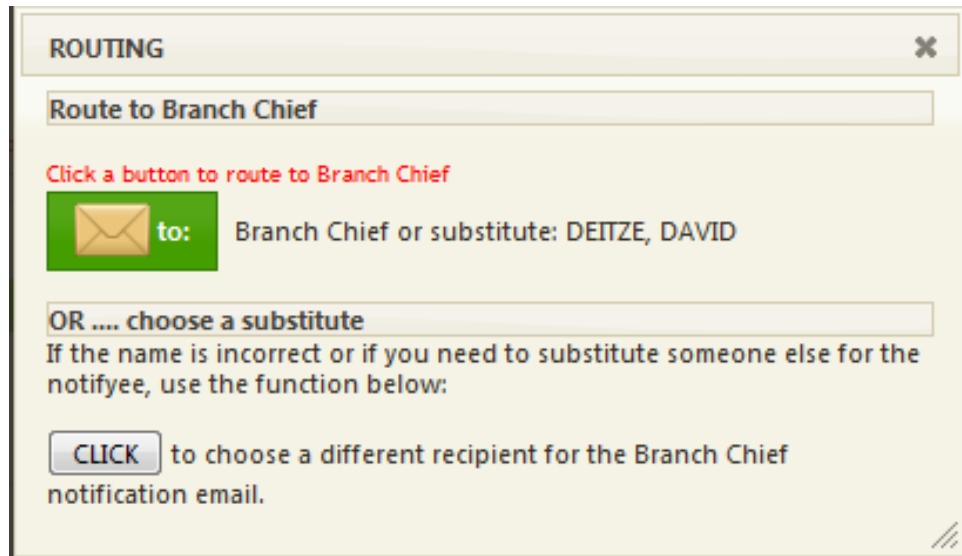 ROUTING
Route to Branch Chief
Click a button to route to Branch Chief
to: Branch Chief or substitute: DEITZE, DAVID
OR .... choose a substitute
If the name is incorrect or if you need to substitute someone else for the
notifyee, use the function below:
CLICK to choose a different recipient for the Branch Chief
notification email.